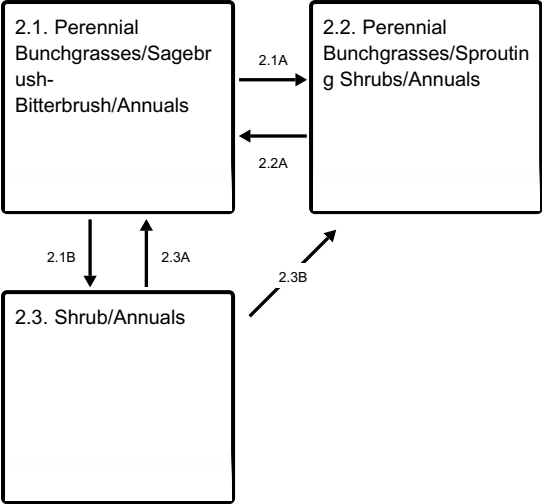 2.1. Perennial
Bunchgrasses/Sagebr
ush-
Bitterbrush/Annuals
2.1A
2.2A
2.2. Perennial
Bunchgrasses/Sproutin
g Shrubs/Annuals
2.1B
2.3A
2.3B
2.3. Shrub/Annuals